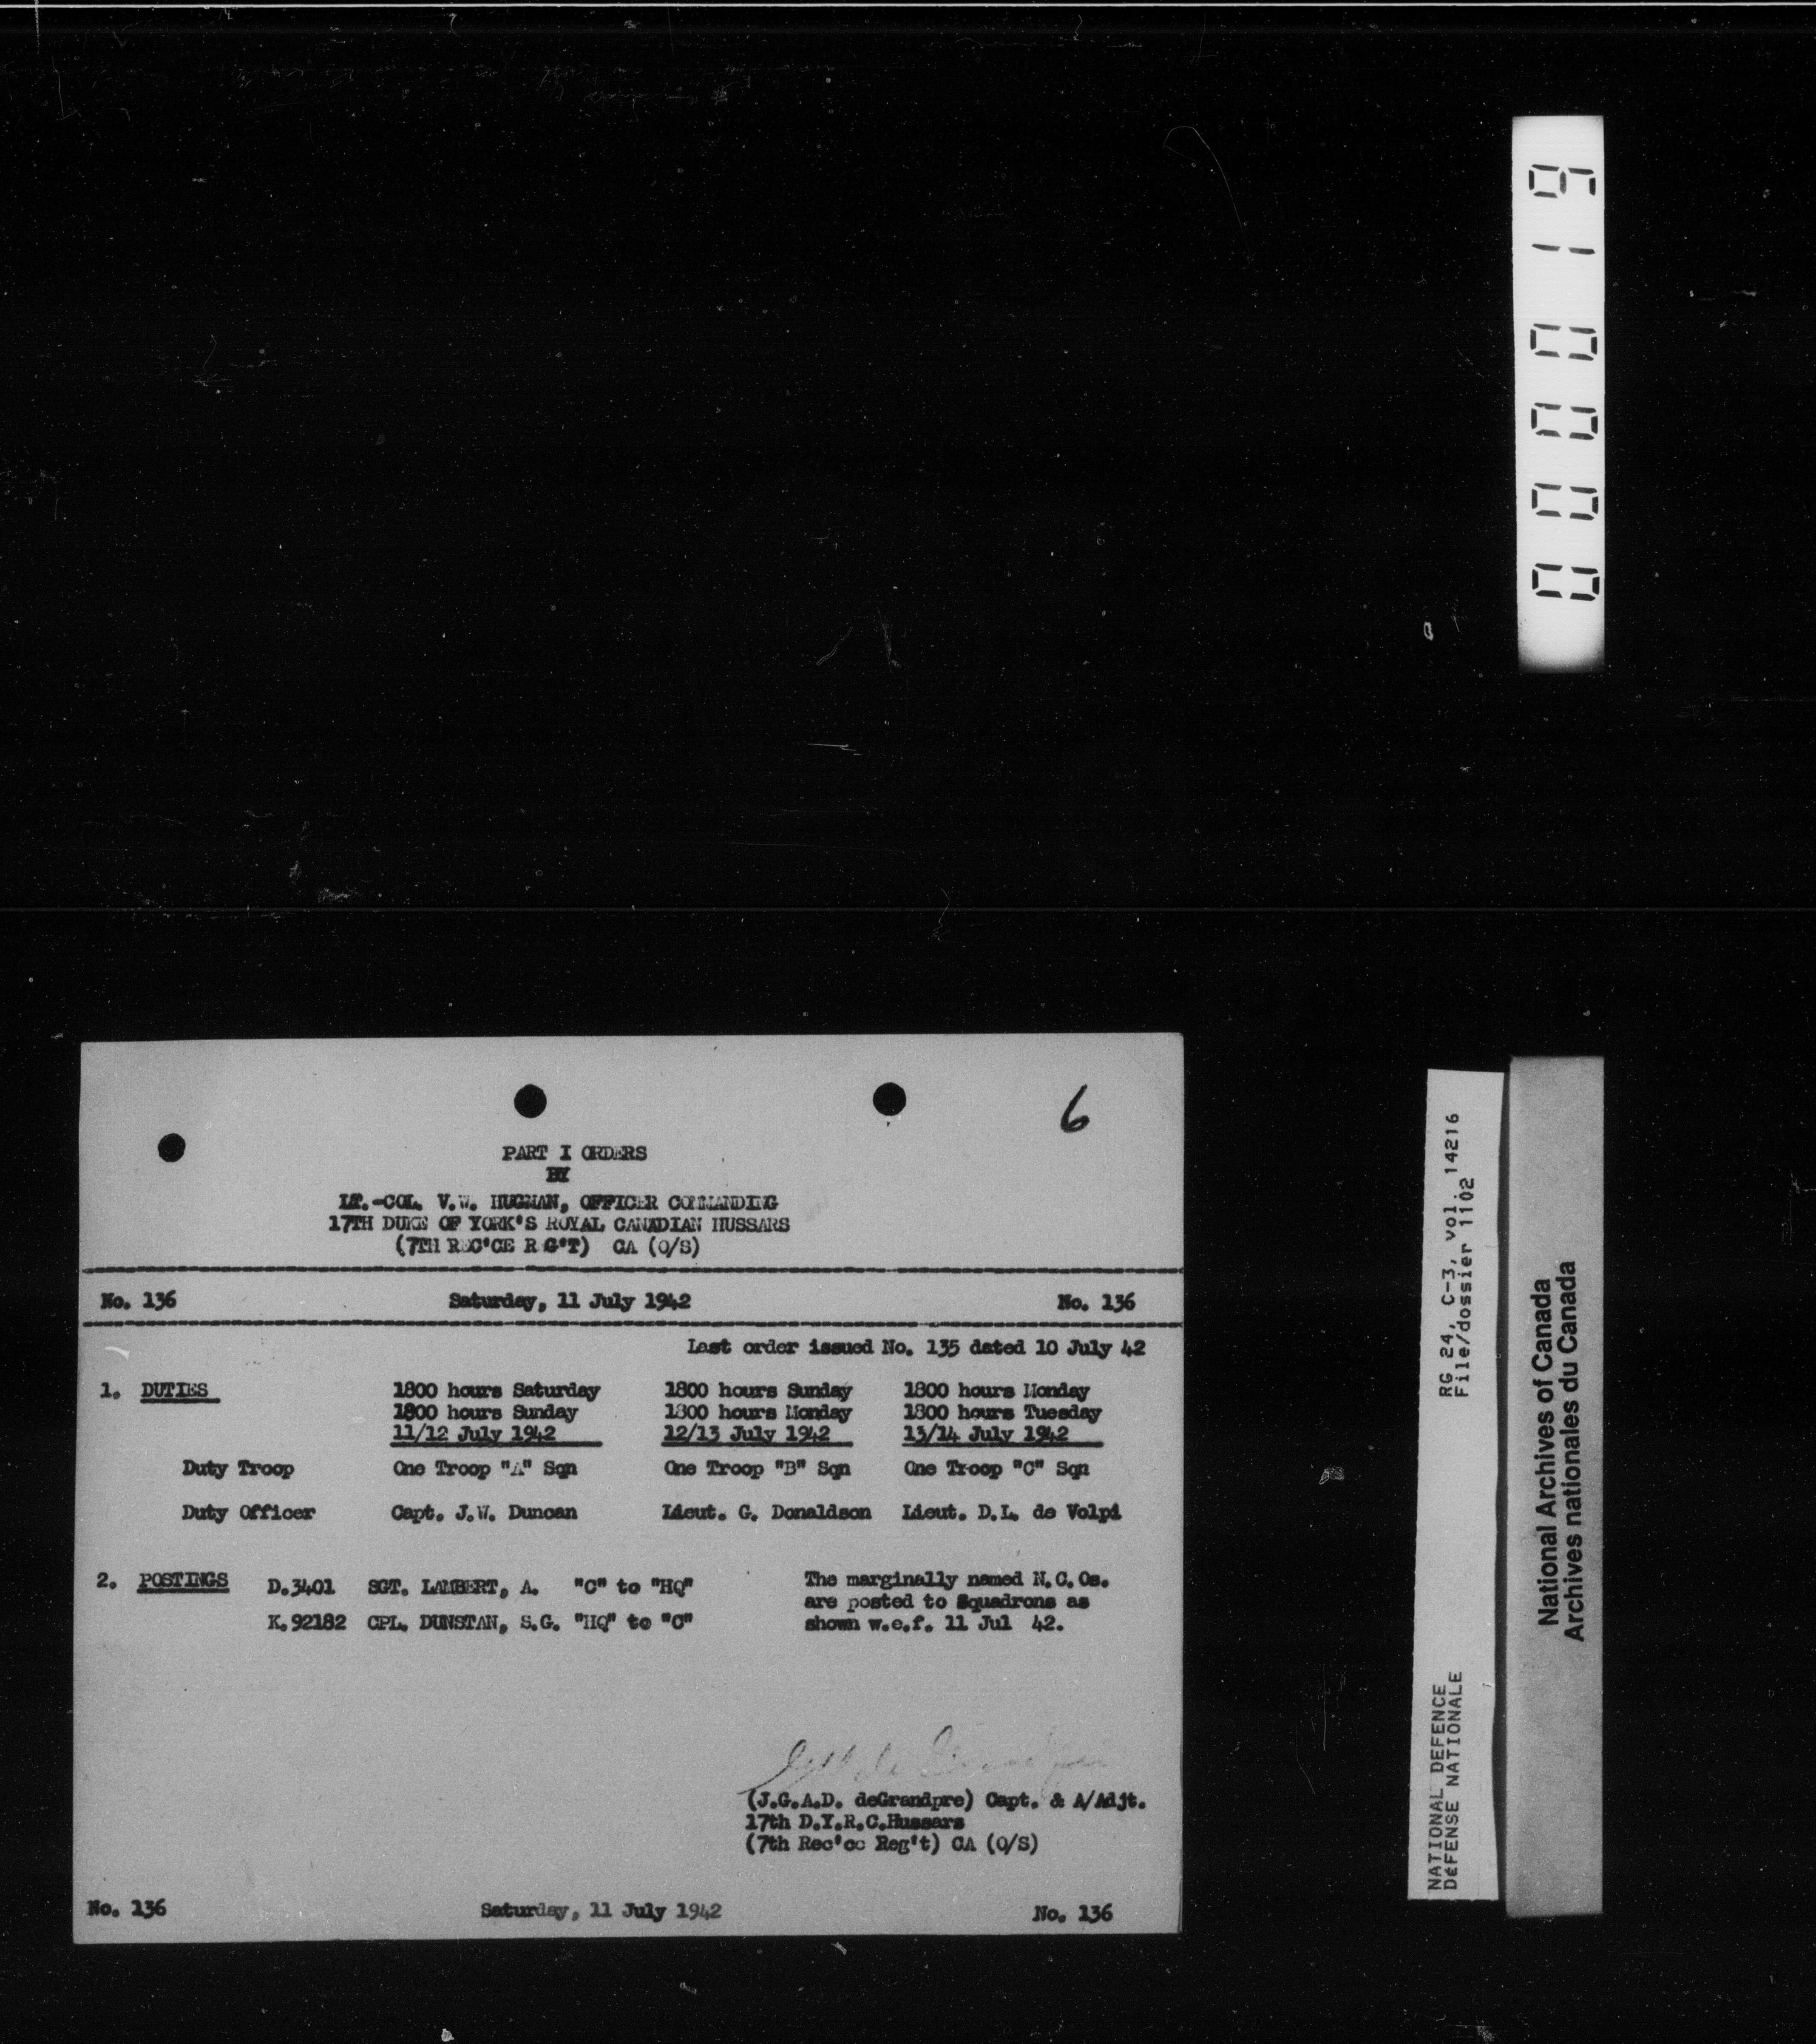 000019
6
PART I ORDERS
BY
LT.-COL. V.W. HUGMAN, OFFICER COMMANDING
17TH DUKE OF YORK'S ROYAL CANADIAN HUSSARS
(7TH REC'CE REG'T) CA (O/S)
No. 136 Saturday, 11 July 1942 No. 136
Last order issued No. 135 dated 10 July 42
1. DUTIES 1800 hours Saturday 1800 hours Sunday 1800 hours Monday
1800 hours Sunday 1800 hours Monday 1800 hours Tuesday
11/12 July 1942 12/13 July 1942 13/14 July 1942
Duty Troop One Troop "A" Sqn One Troop "B" Sqn One Troop "C" Sqn
Duty Officer Capt. J.W. Duncan Lieut. G. Donaldson Lieut. D.L. de Volpi
2. POSTINGS D.3401 SGT. LAMBERT, A. "C" to "HQ" The marginally named N.C.Os.
are posted to Squadrons as
K.92182 CPL. DUNSTAN, S.G. "HQ" to "C" shown w.e.f. 11 Jul 42.
(J.G.A.D. deGrandpre) Capt. & A/Adjt.
17th D.Y.R.C.Hussars
(7th Rec'ce Reg't) CA (O/S)
No. 136 Saturday, 11 July 1942 No. 136
NATIONAL DEFENCE RG 24, C-3, vol. 14216
DÉFENSE NATIONALE File/dossier 1102
National Archives of Canada
Archives nationales du Canada